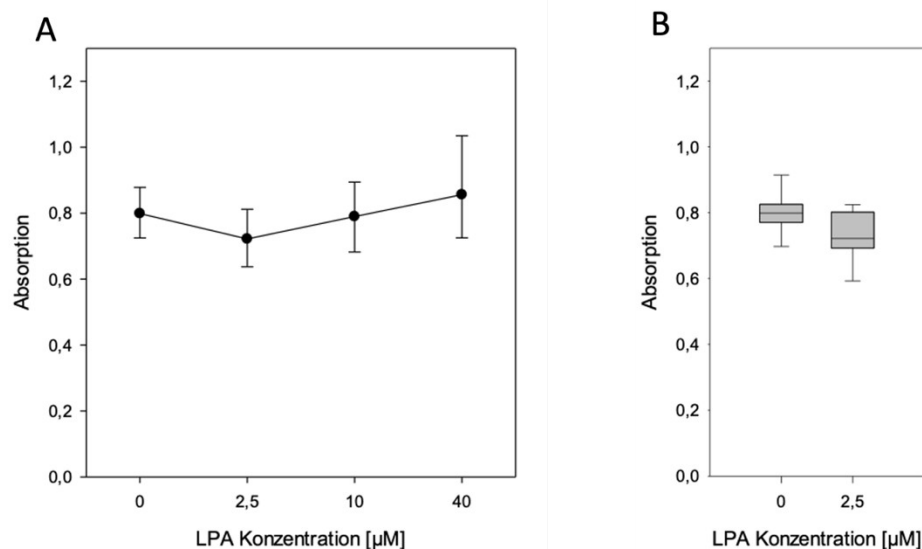 A
1,2
1,0
0,8
0,6
0,4
0,2
0,0
Absorption
0 2,5 10 40
LPA Konzentration [µM]
B
1,2
1,0
0,8
0,6
0,4
0,2
0,0
Absorption
0 2,5
LPA Konzentration [µM]